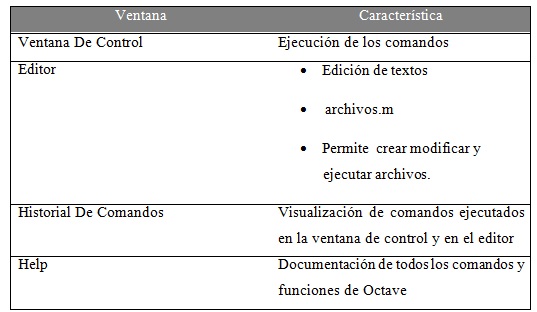 Ventana Característica
Ventana De Control Ejecución de los comandos
Editor • Edición de textos
• archivos.m
• Permite crear modificar y
ejecutar archivos.
Historial De Comandos Visualización de comandos ejecutados
en la ventana de control y en el editor
Help Documentación de todos los comandos y
funciones de Octave